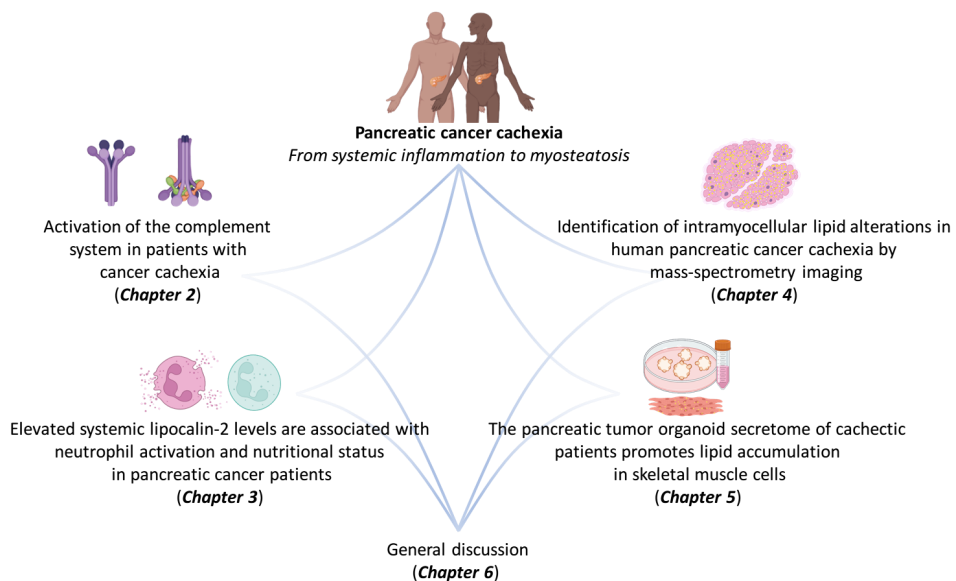 Pancreatic cancer cachexia
From systemic inflammation to myosteatosis
Activation of the complement
system in patients with
cancer cachexia
(Chapter 2)
Identification of intramyocellular lipid alterations in
human pancreatic cancer cachexia by
mass-spectrometry imaging
(Chapter 4)
Elevated systemic lipocalin-2 levels are associated with
neutrophil activation and nutritional status
in pancreatic cancer patients
(Chapter 3)
The pancreatic tumor organoid secretome of cachectic
patients promotes lipid accumulation
in skeletal muscle cells
(Chapter 5)
General discussion
(Chapter 6)